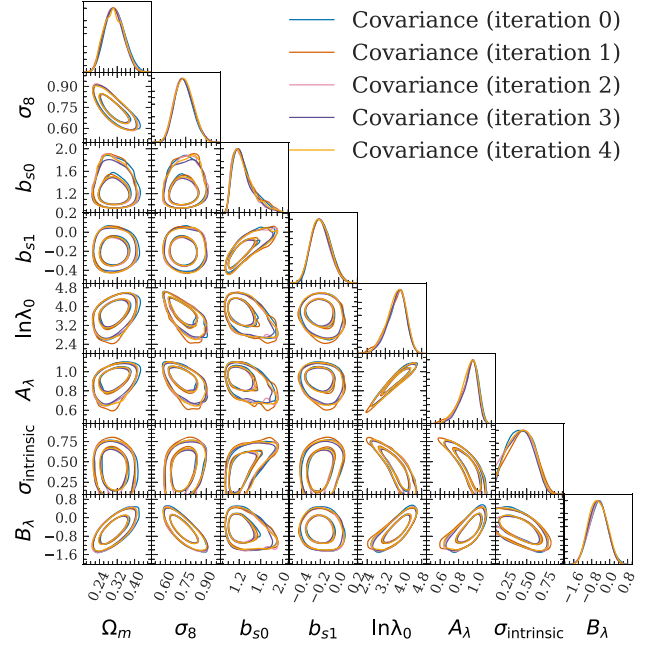 Covariance (iteration 0)
Covariance (iteration 1)
Covariance (iteration 2)
Covariance (iteration 3)
Covariance (iteration 4)
σ8
0.90
0.75
0.60
bs0
2.0
1.6
1.2
bs1
0.2
0.0
−0.2
−0.4
lnλ0
4.8
3.6
2.4
Aλ
1.0
0.8
0.6
σintrinsic
0.75
0.50
0.25
Bλ
0.8
0.0
−0.8
−1.6
0.24 0.32 0.40 0.60 0.75 0.90 1.2 1.6 2.0 −0.4 −0.2 0.0 0.2 2.4 3.2 4.0 4.8 0.6 0.8 1.0 0.25 0.50 0.75 −1.6 −0.8 0.0 0.8
Ωm σ8 bs0 bs1 lnλ0 Aλ σintrinsic Bλ